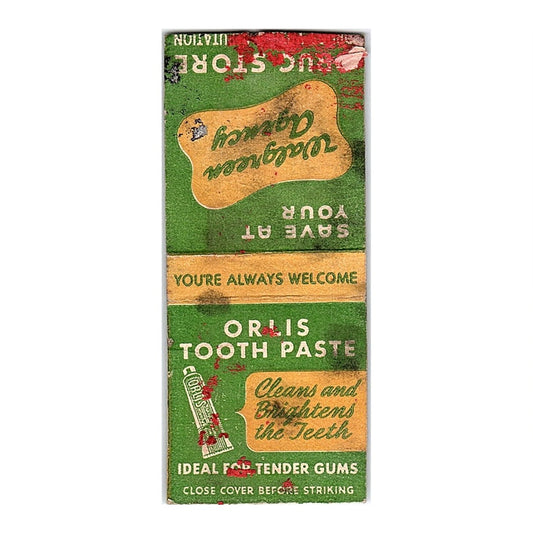 SAVE AT
YOUR
Walgreen
Agency
DRUG STORE
YOU'RE ALWAYS WELCOME
ORLIS
TOOTH PASTE
ORLIS
Cleans and
Brightens
the Teeth
IDEAL FOR TENDER GUMS
CLOSE COVER BEFORE STRIKING